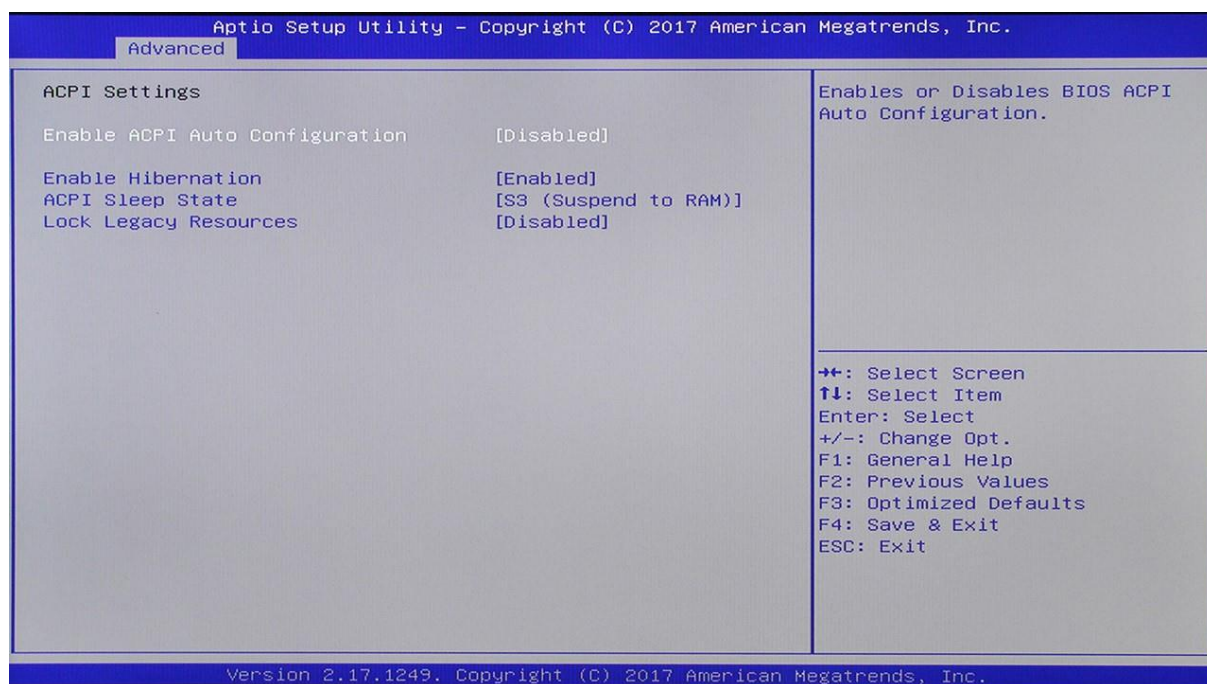 Aptio Setup Utility – Copyright (C) 2017 American Megatrends, Inc.
Advanced
ACPI Settings
Enable ACPI Auto Configuration [Disabled]
Enable Hibernation [Enabled]
ACPI Sleep State [S3 (Suspend to RAM)]
Lock Legacy Resources [Disabled]
Enables or Disables BIOS ACPI
Auto Configuration.
→←: Select Screen
↑↓: Select Item
Enter: Select
+/-: Change Opt.
F1: General Help
F2: Previous Values
F3: Optimized Defaults
F4: Save & Exit
ESC: Exit
Version 2.17.1249. Copyright (C) 2017 American Megatrends, Inc.